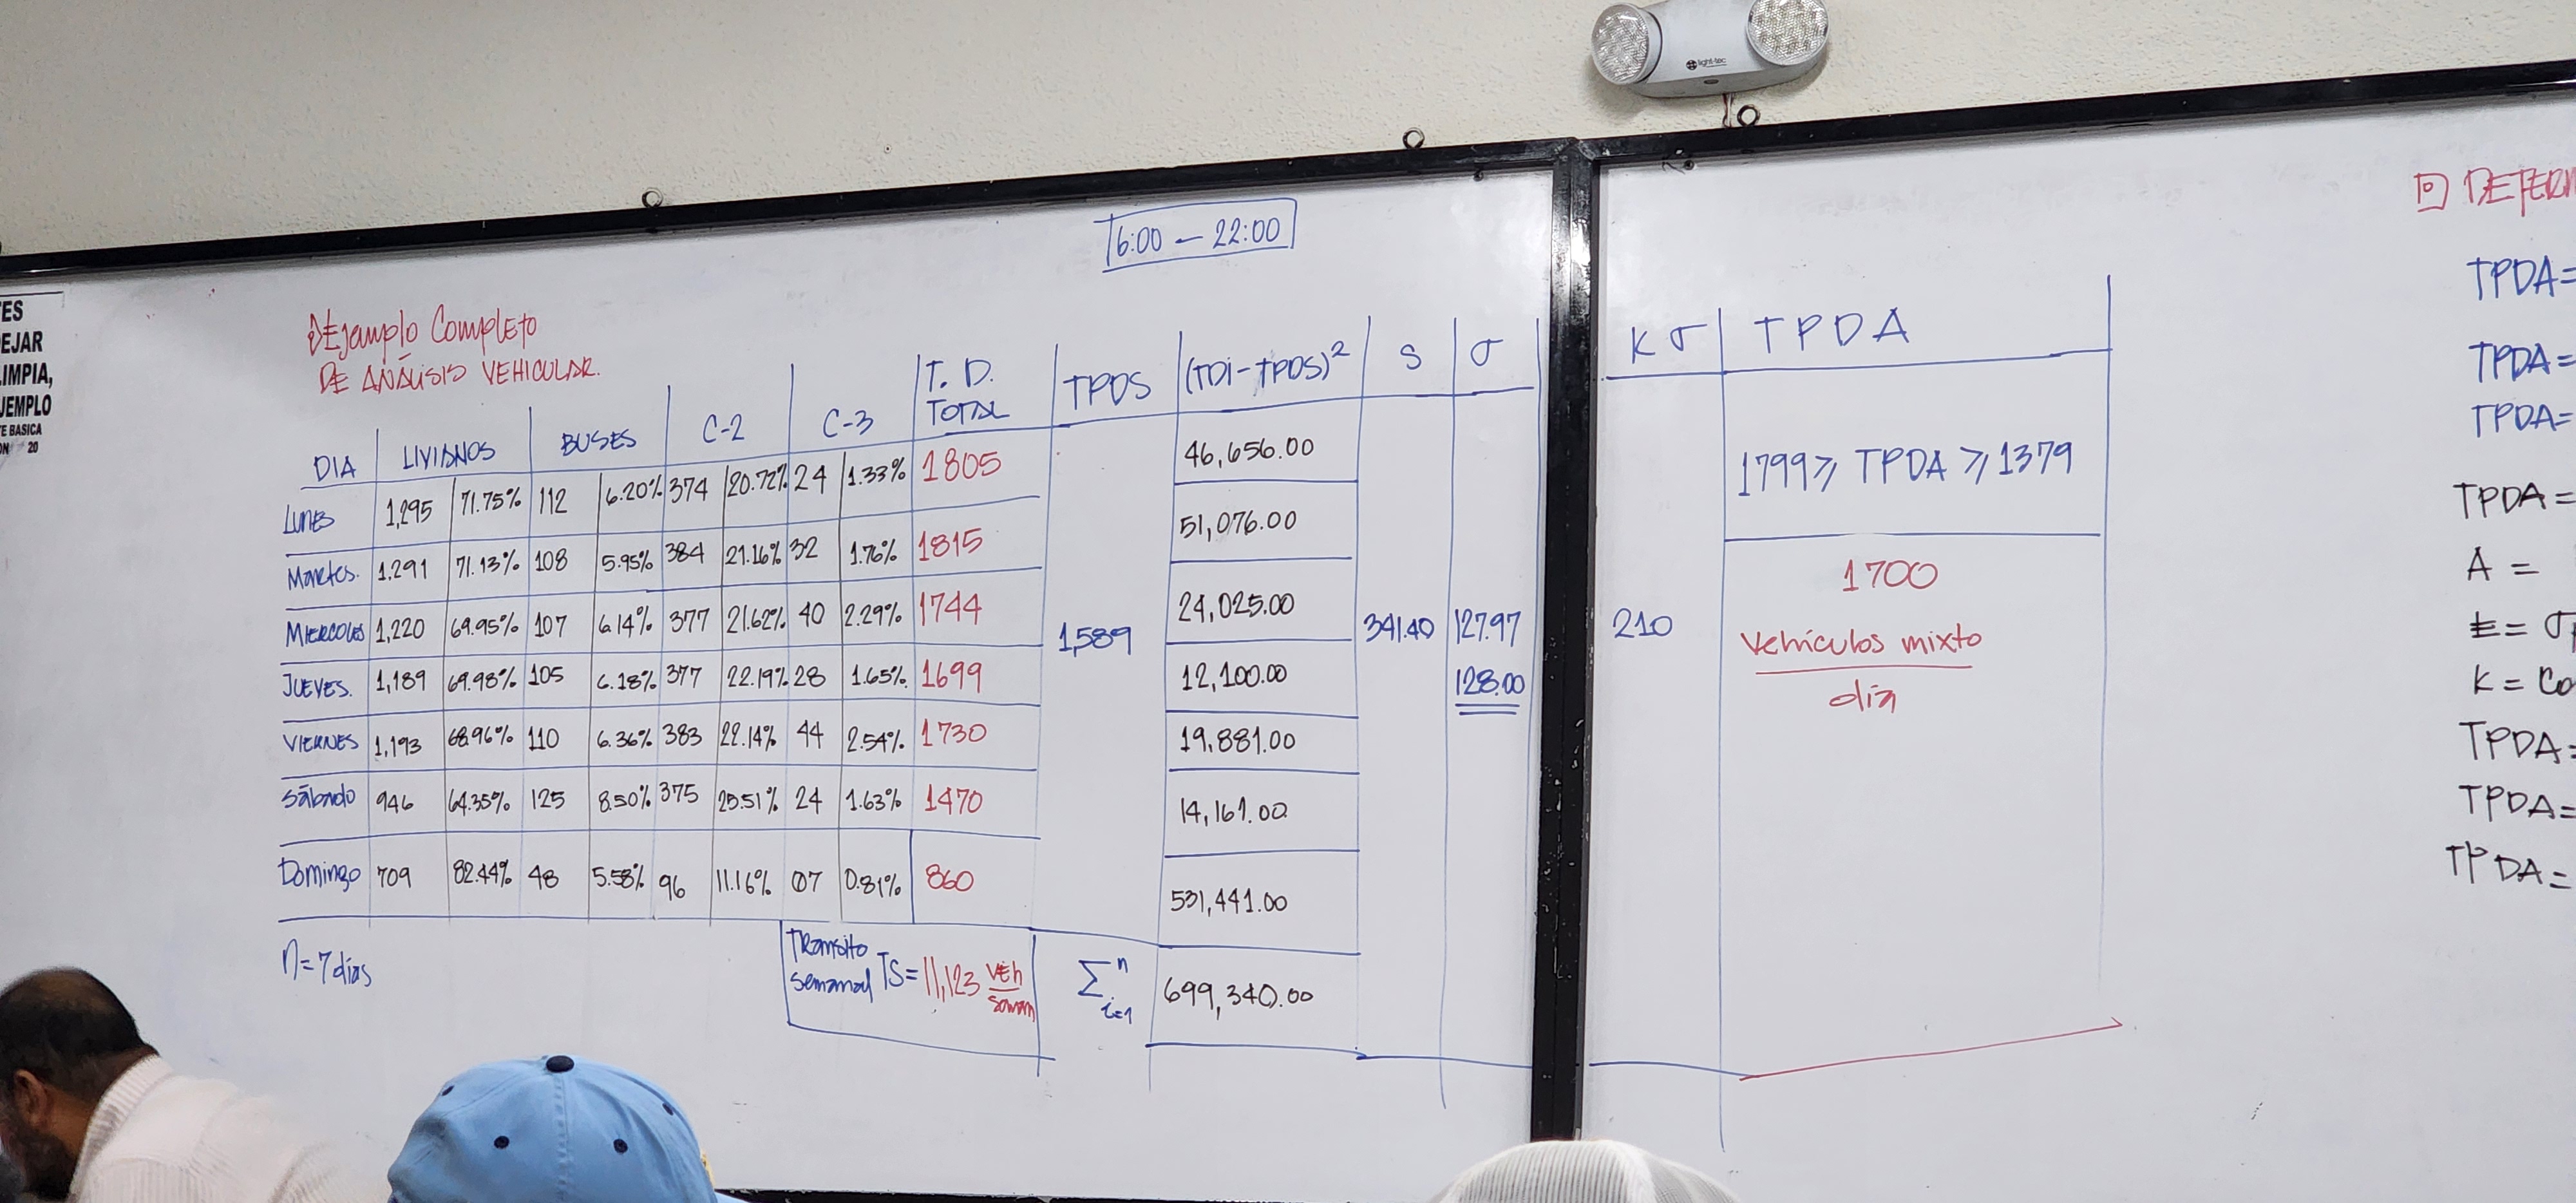 light-tec
6:00 — 22:00
Ejemplo Completo
DE ANÁLISIS VEHICULAR.
DIA LIVIANOS BUSES C-2 C-3 T. D. TOTAL TPDS (TDi-TPDS)² S σ Kσ TPDA
Lunes 1,295 71.75% 112 6.20% 374 20.72% 24 1.33% 1805 46,656.00
Martes. 1.291 71.13% 108 5.95% 384 21.16% 32 1.76% 1815 51,076.00
MIERCOLES 1,220 69.95% 107 6.14% 377 21.62% 40 2.29% 1744 24,025.00
JUEVES. 1,189 69.98% 105 6.18% 377 22.19% 28 1.65% 1699 12,100.00
VIERNES 1,193 68.96% 110 6.36% 383 22.14% 44 2.54% 1730 19,881.00
Sábado 946 64.35% 125 8.50% 375 25.51% 24 1.63% 1470 14,161.00
Domingo 709 82.44% 48 5.58% 96 11.16% 07 0.81% 860 531,441.00
1,589
341.40
127.97
128.00
210
1799 ⩾ TPDA ⩾ 1379
1700
Vehículos mixto
día
n=7 días
Transito
semanal TS= 11,123 veh
Σ n i=1 699,340.00
TES
EJAR
IMPIA,
JEMPLO
E BASICA
ON 20
DETERM
TPDA=
TPDA=
TPDA=
TPDA=
A =
E= σ
K = Co
TPDA=
TPDA=
TPDA=